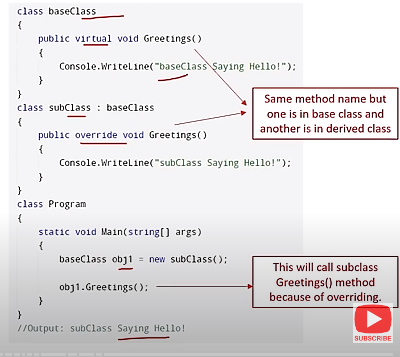 class baseClass
{
public virtual void Greetings()
{
Console.WriteLine("baseClass Saying Hello!");
}
}
class subClass : baseClass
{
public override void Greetings()
{
Console.WriteLine("subClass Saying Hello!");
}
}
class Program
{
static void Main(string[] args)
{
baseClass obj1 = new subClass();
obj1.Greetings();
}
}
//Output: subClass Saying Hello!
Same method name but
one is in base class and
another is in derived class
This will call subclass
Greetings() method
because of overriding.
SUBSCRIBE